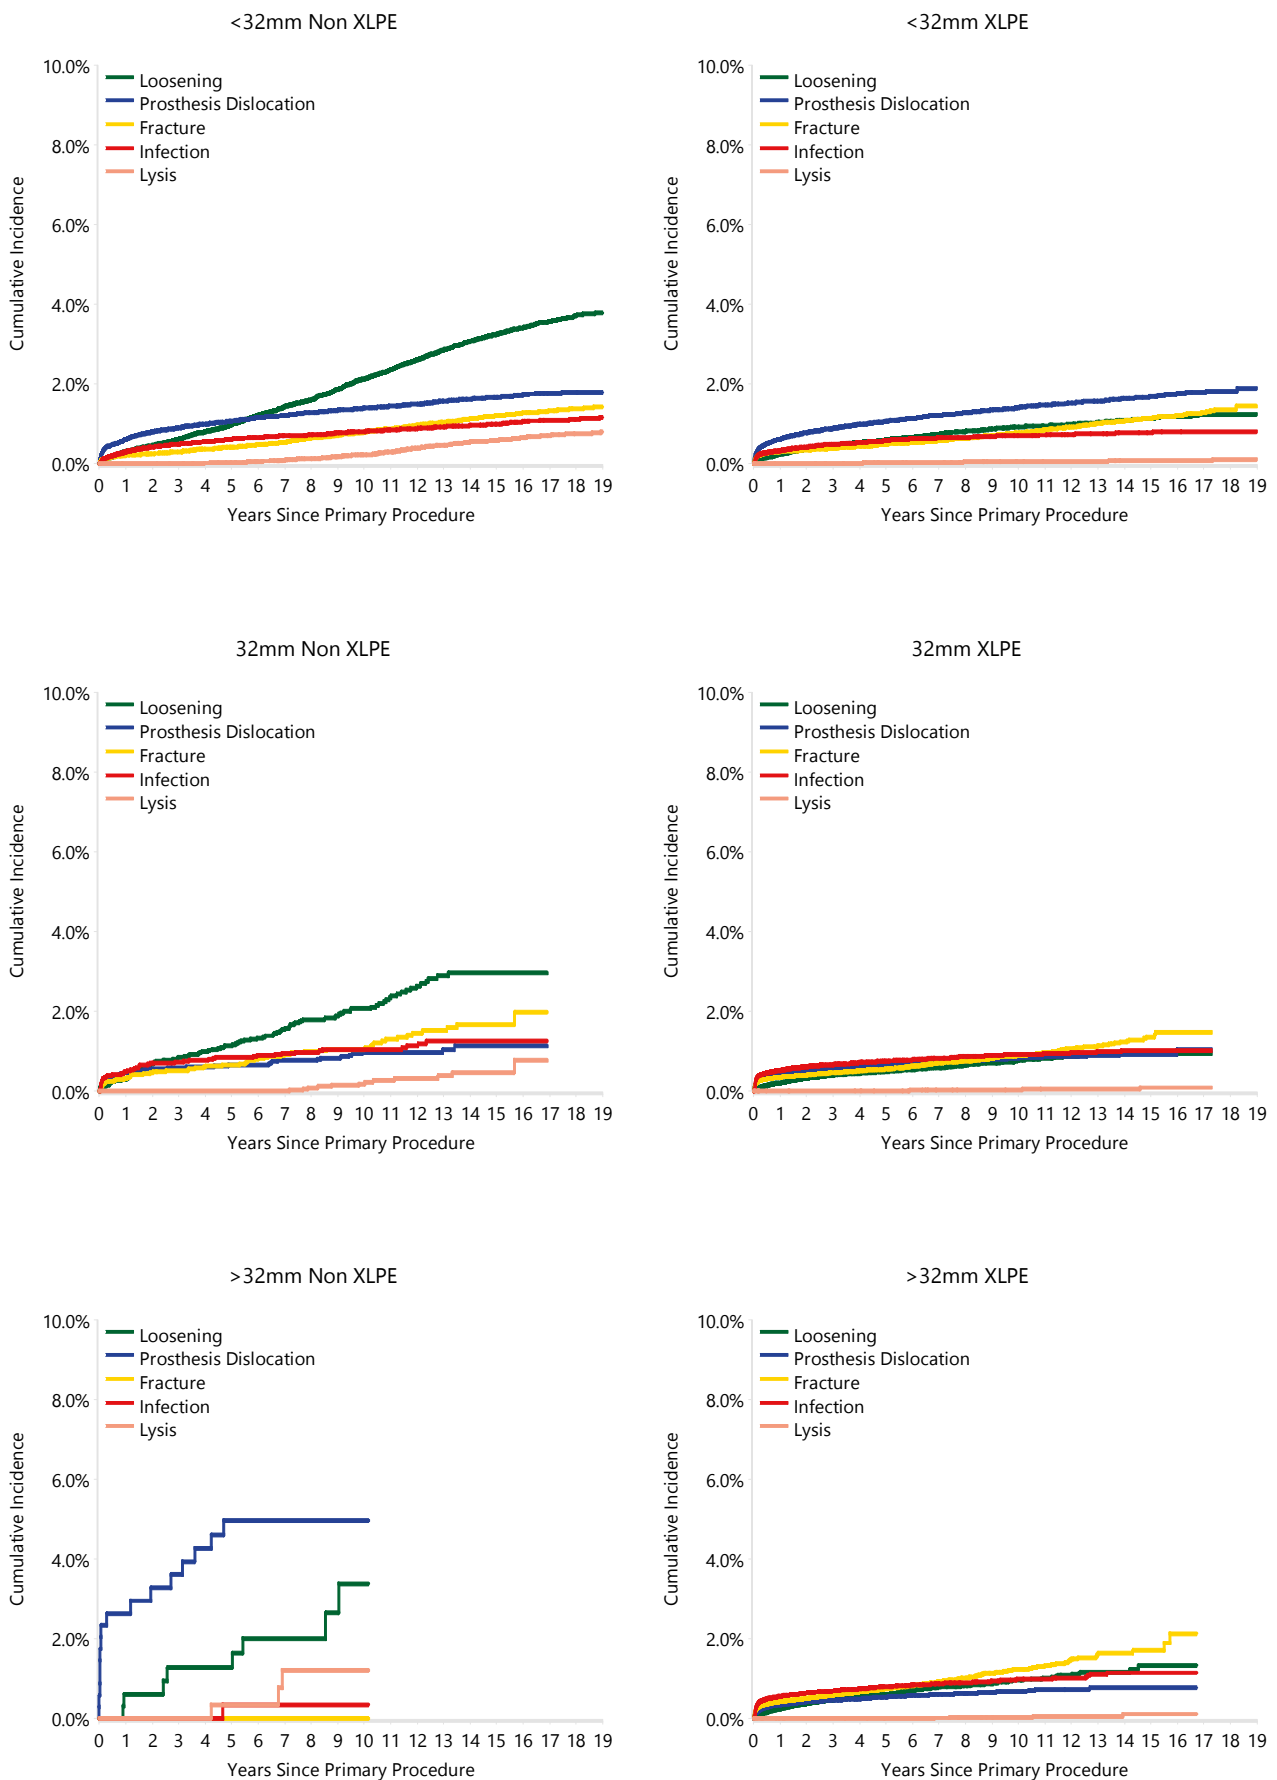 <32mm Non XLPE
10.0%
8.0%
6.0%
4.0%
2.0%
0.0%
Cumulative Incidence
Loosening
Prosthesis Dislocation
Fracture
Infection
Lysis
0 1 2 3 4 5 6 7 8 9 10 11 12 13 14 15 16 17 18 19
Years Since Primary Procedure
<32mm XLPE
10.0%
8.0%
6.0%
4.0%
2.0%
0.0%
Cumulative Incidence
Loosening
Prosthesis Dislocation
Fracture
Infection
Lysis
0 1 2 3 4 5 6 7 8 9 10 11 12 13 14 15 16 17 18 19
Years Since Primary Procedure
32mm Non XLPE
10.0%
8.0%
6.0%
4.0%
2.0%
0.0%
Cumulative Incidence
Loosening
Prosthesis Dislocation
Fracture
Infection
Lysis
0 1 2 3 4 5 6 7 8 9 10 11 12 13 14 15 16 17 18 19
Years Since Primary Procedure
32mm XLPE
10.0%
8.0%
6.0%
4.0%
2.0%
0.0%
Cumulative Incidence
Loosening
Prosthesis Dislocation
Fracture
Infection
Lysis
0 1 2 3 4 5 6 7 8 9 10 11 12 13 14 15 16 17 18 19
Years Since Primary Procedure
>32mm Non XLPE
10.0%
8.0%
6.0%
4.0%
2.0%
0.0%
Cumulative Incidence
Loosening
Prosthesis Dislocation
Fracture
Infection
Lysis
0 1 2 3 4 5 6 7 8 9 10 11 12 13 14 15 16 17 18 19
Years Since Primary Procedure
>32mm XLPE
10.0%
8.0%
6.0%
4.0%
2.0%
0.0%
Cumulative Incidence
Loosening
Prosthesis Dislocation
Fracture
Infection
Lysis
0 1 2 3 4 5 6 7 8 9 10 11 12 13 14 15 16 17 18 19
Years Since Primary Procedure